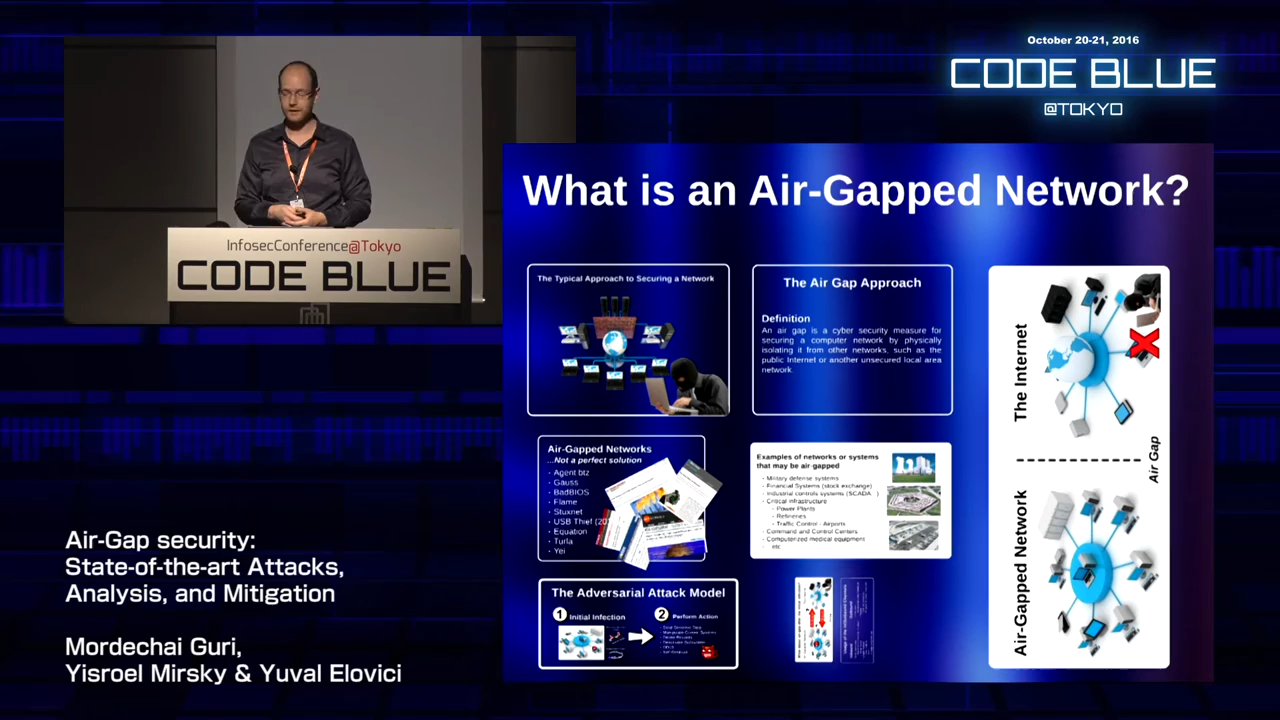 October 20-21, 2016
CODE BLUE
@TOKYO
InfosecConference@Tokyo
CODE BLUE
What is an Air-Gapped Network?
The Typical Approach to Securing a Network
The Air Gap Approach
Definition
An air gap is a cyber security measure for
securing a computer network by physically
isolating it from other networks, such as the
public Internet or another unsecured local area
network.
The Internet
Air Gap
Air-Gapped Network
Air-Gapped Networks
...Not a perfect solution
- Agent btz
- Gauss
- BadBIOS
- Flame
- Stuxnet
- USB Thief (20
- Equation
- Turla
- Yei
Examples of networks or systems
that may be air-gapped
- Military defense systems
- Financial Systems (stock exchange)
- Industrial controls systems (SCADA )
- Critical infrastructure
- Power Plants
- Refineries
- Traffic Control - Airports
- Command and Control Centers
- Computerized medical equipment
- etc
The Adversarial Attack Model
1 Initial Infection
2 Perform Action
Air-Gap security:
State-of-the-art Attacks,
Analysis, and Mitigation
Mordechai Guri,
Yisroel Mirsky & Yuval Elovici